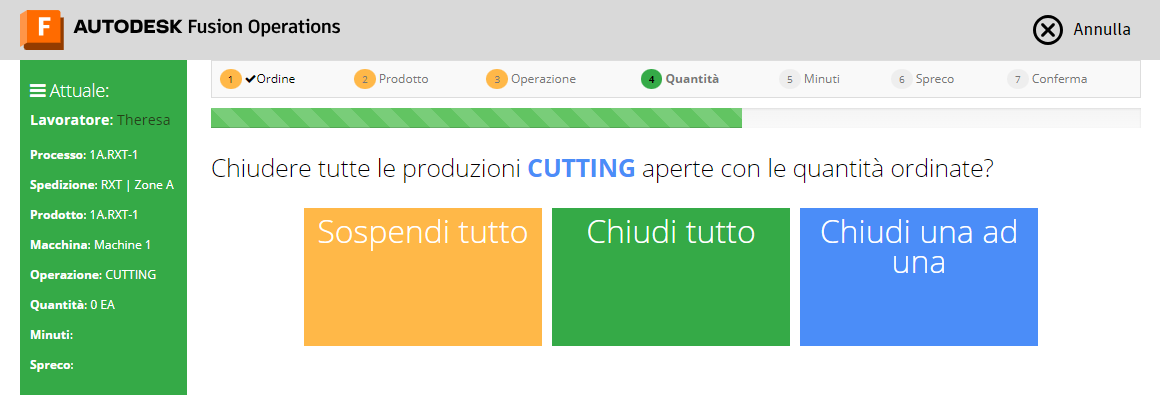 F AUTODESK Fusion Operations
Annulla
Attuale:
Lavoratore: Theresa
Processo: 1A.RXT-1
Spedizione: RXT | Zone A
Prodotto: 1A.RXT-1
Macchina: Machine 1
Operazione: CUTTING
Quantità: 0 EA
Minuti:
Spreco:
1 Ordine 2 Prodotto 3 Operazione 4 Quantità 5 Minuti 6 Spreco 7 Conferma
Chiudere tutte le produzioni CUTTING aperte con le quantità ordinate?
Sospendi tutto
Chiudi tutto
Chiudi una ad
una